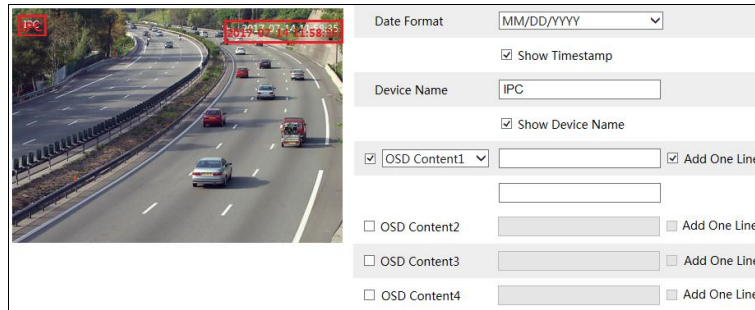 IPC
2017-07-14 11:58:35
Date Format
MM/DD/YYYY
Show Timestamp
Device Name
IPC
Show Device Name
OSD Content1
Add One Line
OSD Content2
Add One Line
OSD Content3
Add One Line
OSD Content4
Add One Line